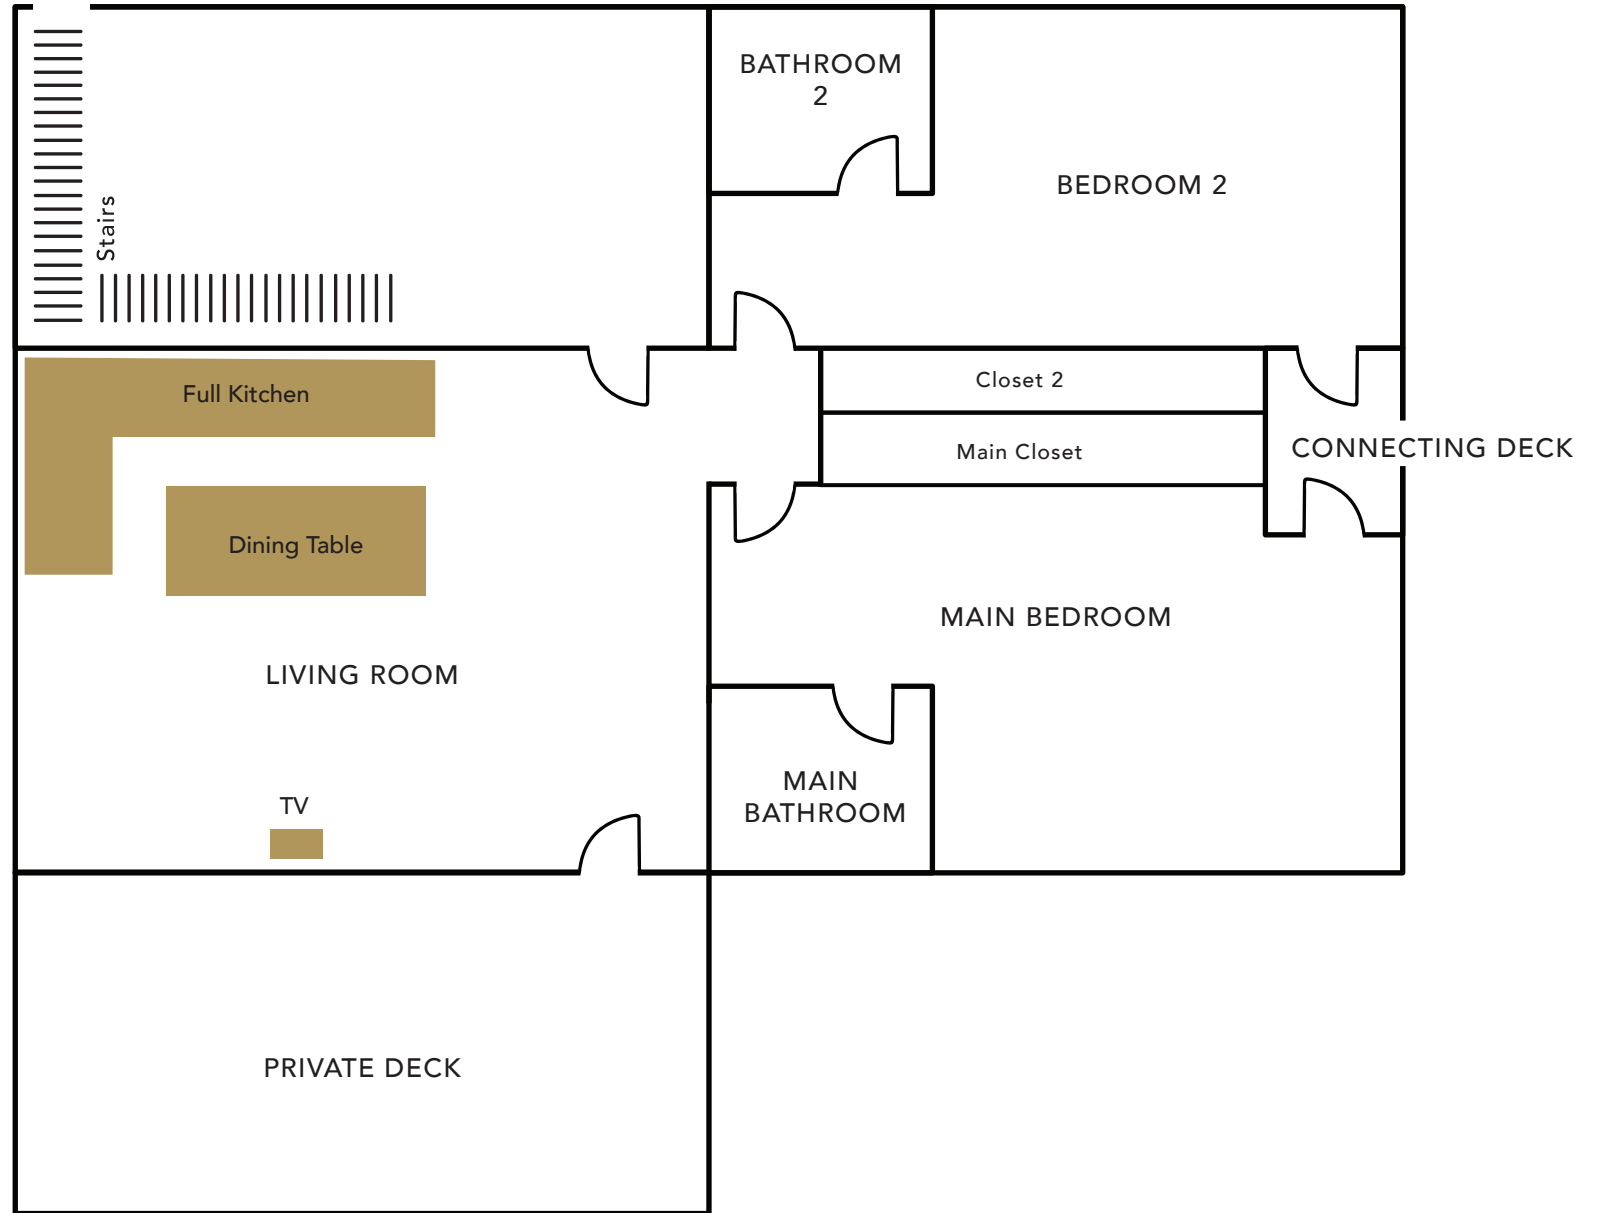 BATHROOM
2
BEDROOM 2
Stairs
Full Kitchen
Closet 2
Main Closet
CONNECTING DECK
Dining Table
MAIN BEDROOM
LIVING ROOM
MAIN
BATHROOM
TV
PRIVATE DECK